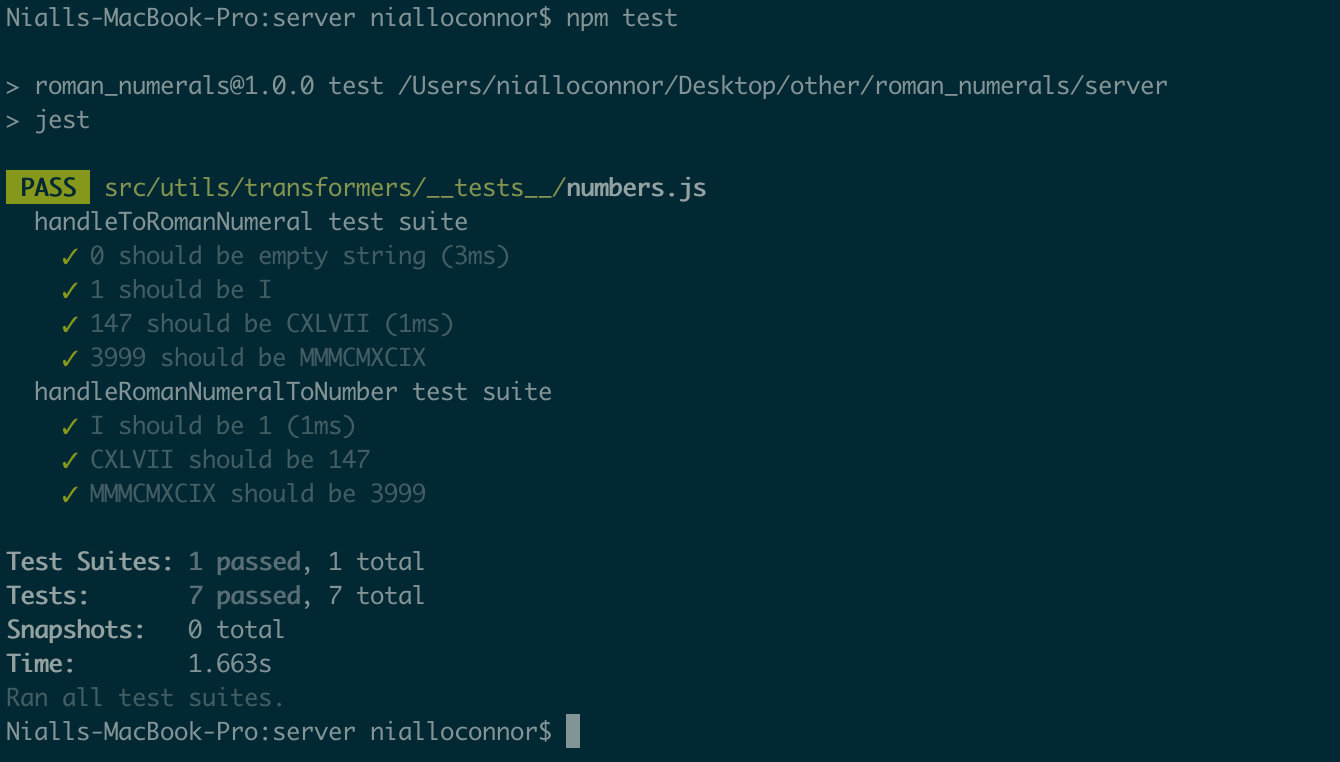 Nialls-MacBook-Pro:server nialloconnor$ npm test
> roman_numerals@1.0.0 test /Users/nialloconnor/Desktop/other/roman_numerals/server
> jest
PASS src/utils/transformers/__tests__/numbers.js
handleToRomanNumeral test suite
✓ 0 should be empty string (3ms)
✓ 1 should be I
✓ 147 should be CXLVII (1ms)
✓ 3999 should be MMMCMXCIX
handleRomanNumeralToNumber test suite
✓ I should be 1 (1ms)
✓ CXLVII should be 147
✓ MMMCMXCIX should be 3999
Test Suites: 1 passed, 1 total
Tests: 7 passed, 7 total
Snapshots: 0 total
Time: 1.663s
Ran all test suites.
Nialls-MacBook-Pro:server nialloconnor$